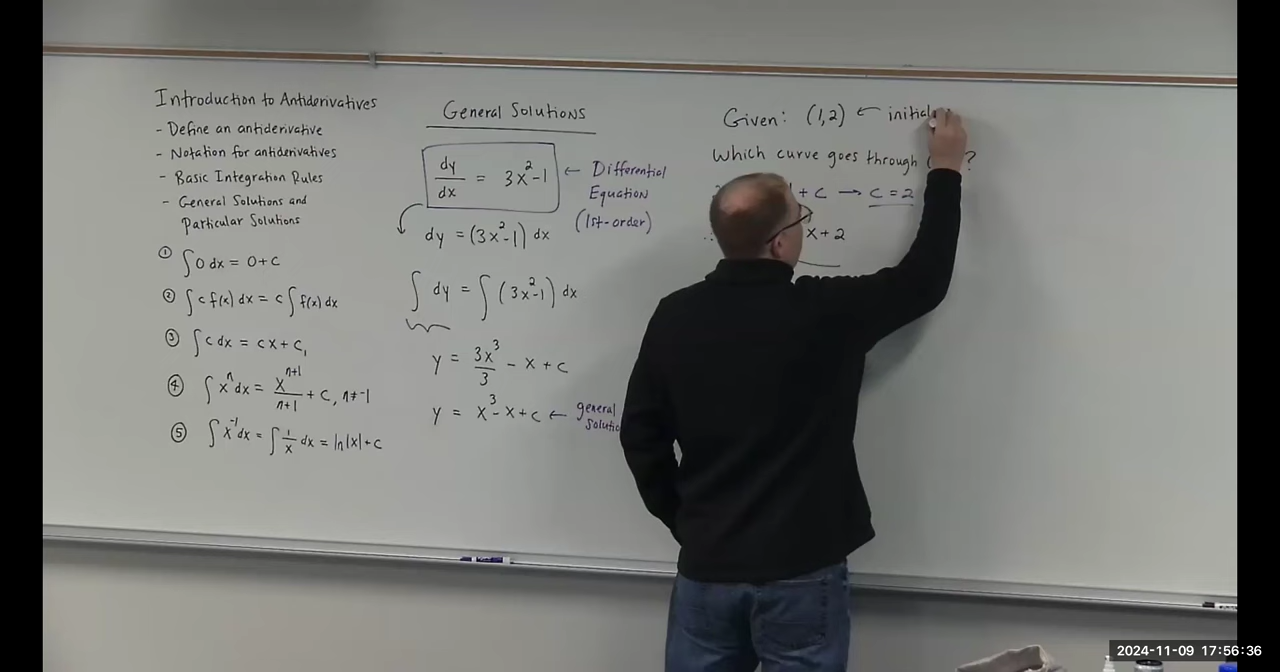 Introduction to Antiderivatives
- Define an antiderivative
- Notation for antiderivatives
- Basic Integration Rules
- General Solutions and
Particular Solutions
① ∫0 dx = 0+C
② ∫c f(x) dx = c∫f(x) dx
③ ∫c dx = cx+C₁
④ ∫xⁿ dx = xⁿ⁺¹/(n+1) + C, n≠-1
⑤ ∫x⁻¹ dx = ∫1/x dx = ln|x|+C
General Solutions
dy/dx = 3x²-1 ← Differential
Equation
(1st-order)
dy = (3x²-1) dx
∫ dy = ∫(3x²-1) dx
y = 3x³/3 - x + C
y = x³-x+C ← general
Given: (1,2) ← initial
Which curve goes through ( ?
+ C → C = 2
∴ x+2
2024-11-09 17:56:36